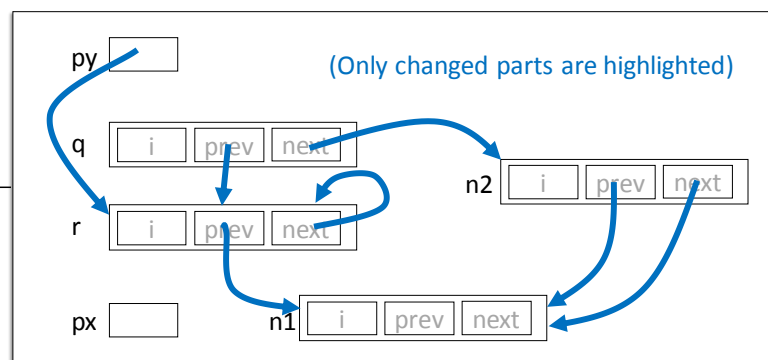 py
(Only changed parts are highlighted)
q i prev next
n2 i prev next
r i prev next
px
n1 i prev next